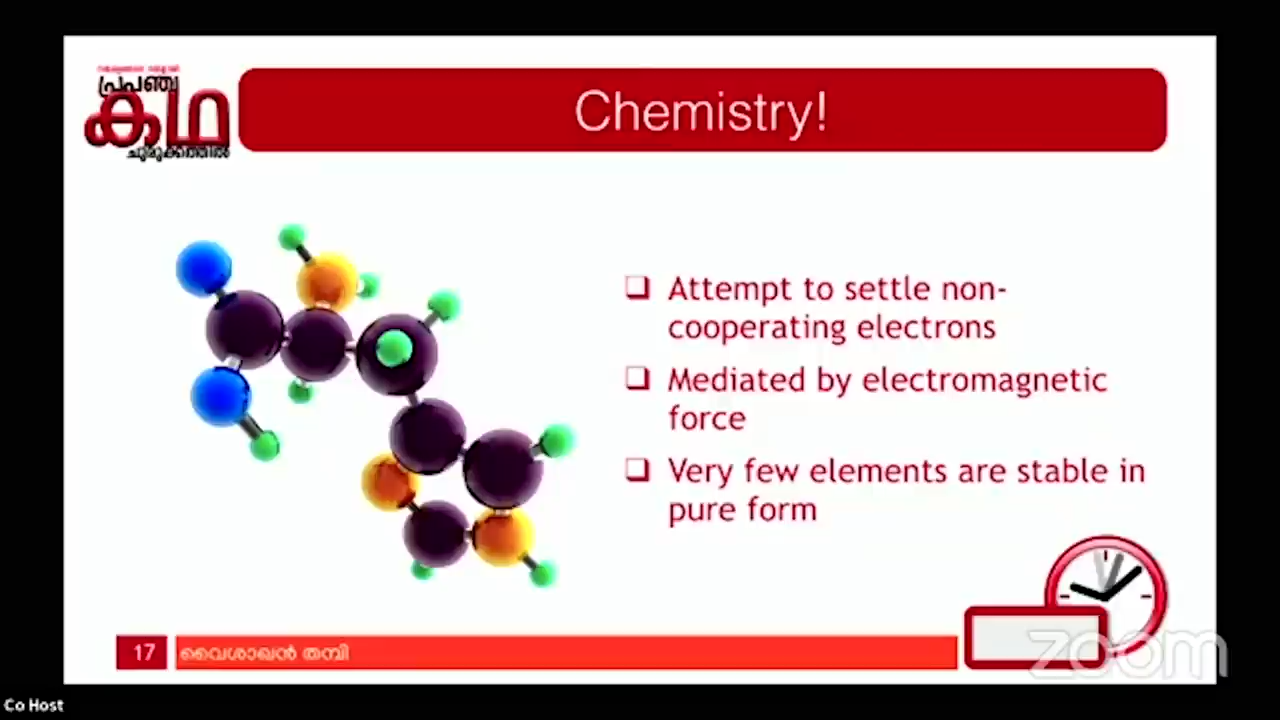 പ്രപഞ്ച
കഥ
ചുരുക്കത്തിൽ
Chemistry!
❑ Attempt to settle non-
cooperating electrons
❑ Mediated by electromagnetic
force
❑ Very few elements are stable in
pure form
17 വൈശാഖൻ തമ്പി
zoom
Co Host